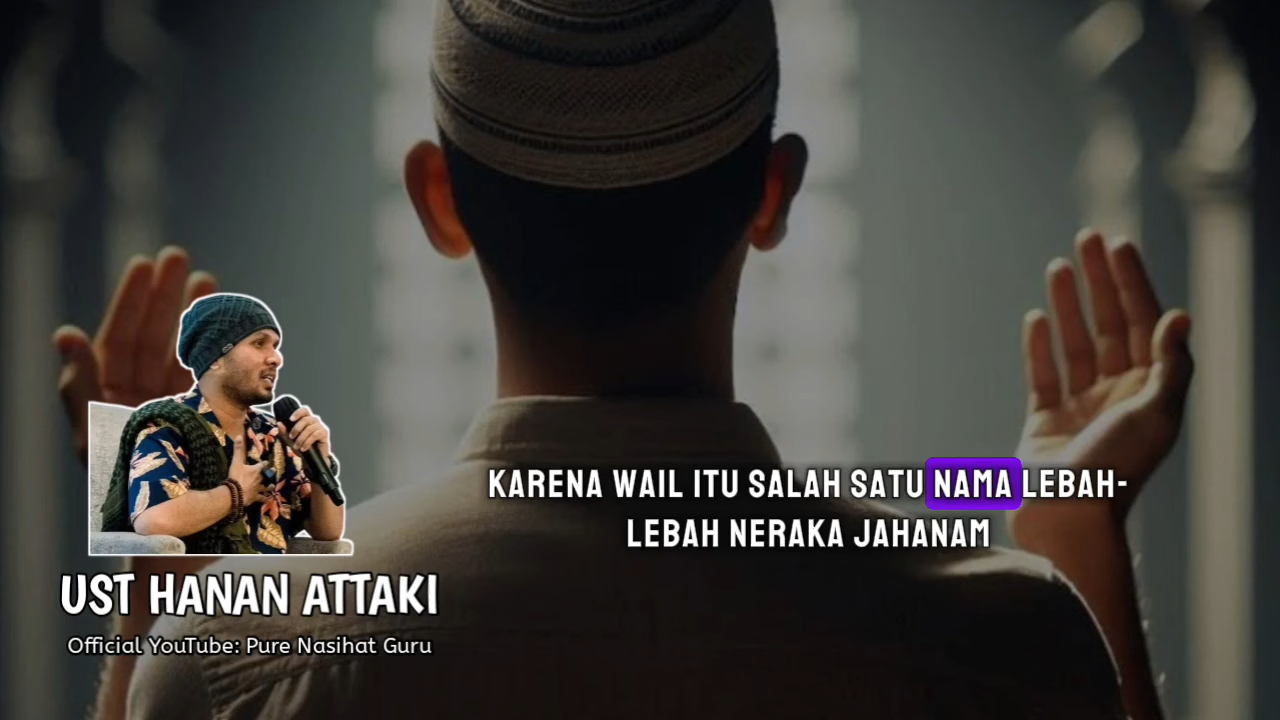 KARENA WAIL ITU SALAH SATU NAMA LEBAH-
LEBAH NERAKA JAHANAM
UST HANAN ATTAKI
Official YouTube: Pure Nasihat Guru